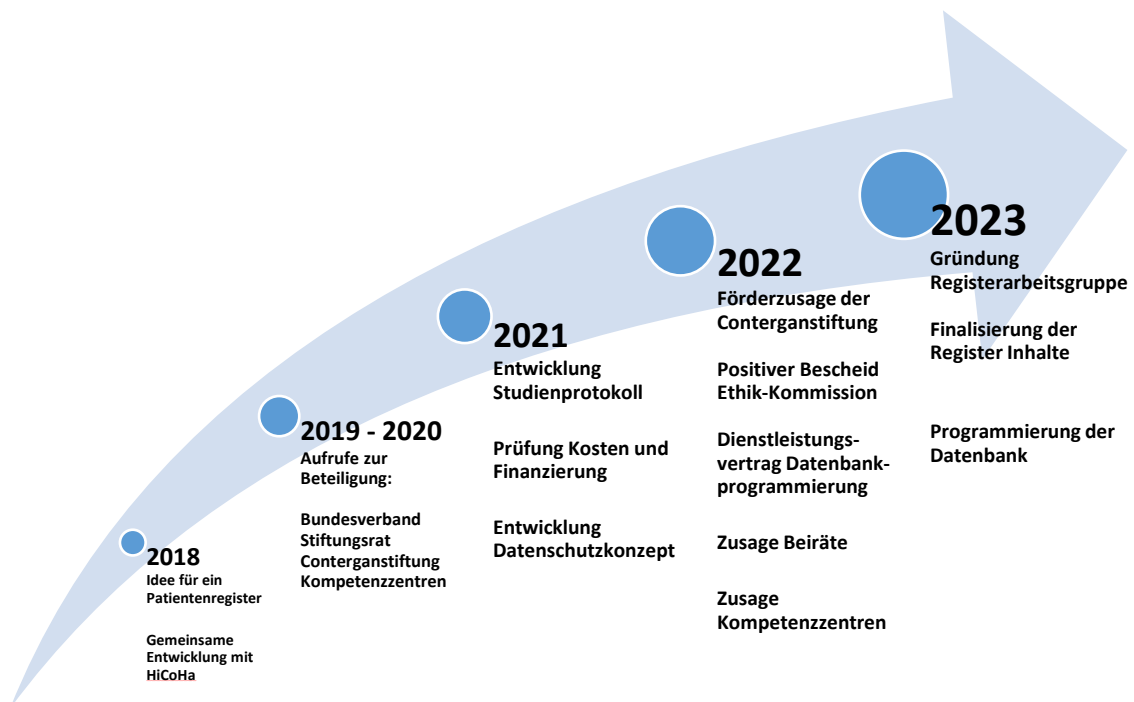 2018
Idee für ein
Patientenregister
Gemeinsame
Entwicklung mit
HiCoHa
2019 - 2020
Aufrufe zur
Beteiligung:
Bundesverband
Stiftungsrat
Conterganstiftung
Kompetenzzentren
2021
Entwicklung
Studienprotokoll
Prüfung Kosten und
Finanzierung
Entwicklung
Datenschutzkonzept
2022
Förderzusage der
Conterganstiftung
Positiver Bescheid
Ethik-Kommission
Dienstleistungs-
vertrag Datenbank-
programmierung
Zusage Beiräte
Zusage
Kompetenzzentren
2023
Gründung
Registerarbeitsgruppe
Finalisierung der
Register Inhalte
Programmierung der
Datenbank